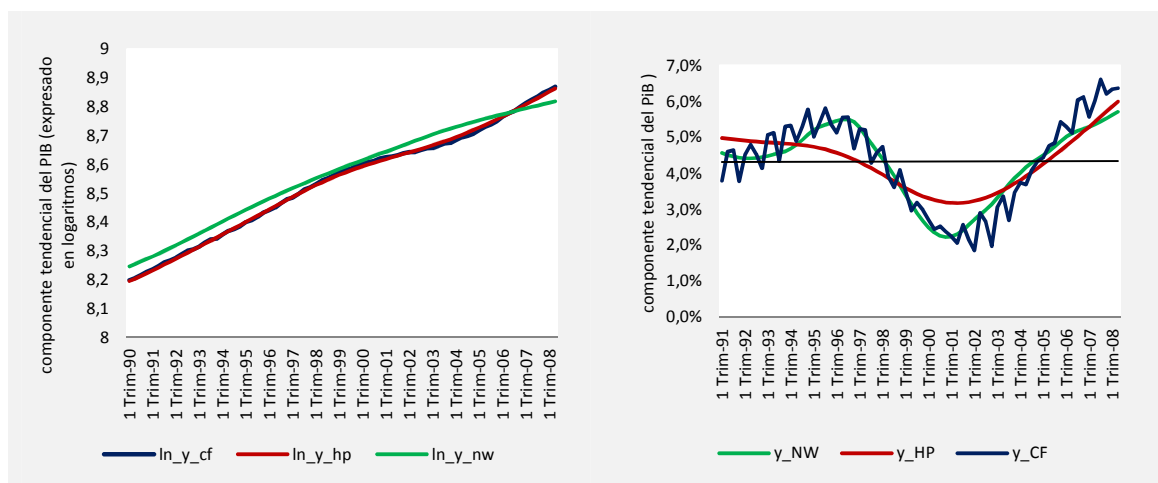 componente tendencial del PIB (expresado
en logaritmos)
9
8,9
8,8
8,7
8,6
8,5
8,4
8,3
8,2
8,1
8
1 Trim-90
1 Trim-91
1 Trim-92
1 Trim-93
1 Trim-94
1 Trim-95
1 Trim-96
1 Trim-97
1 Trim-98
1 Trim-99
1 Trim-00
1 Trim-01
1 Trim-02
1 Trim-03
1 Trim-04
1 Trim-05
1 Trim-06
1 Trim-07
1 Trim-08
ln_y_cf
ln_y_hp
ln_y_nw
componente tendencial del PiB )
7,0%
6,0%
5,0%
4,0%
3,0%
2,0%
1,0%
0,0%
1 Trim-91
1 Trim-92
1 Trim-93
1 Trim-94
1 Trim-95
1 Trim-96
1 Trim-97
1 Trim-98
1 Trim-99
1 Trim-00
1 Trim-01
1 Trim-02
1 Trim-03
1 Trim-04
1 Trim-05
1 Trim-06
1 Trim-07
1 Trim-08
y_NW
y_HP
y_CF